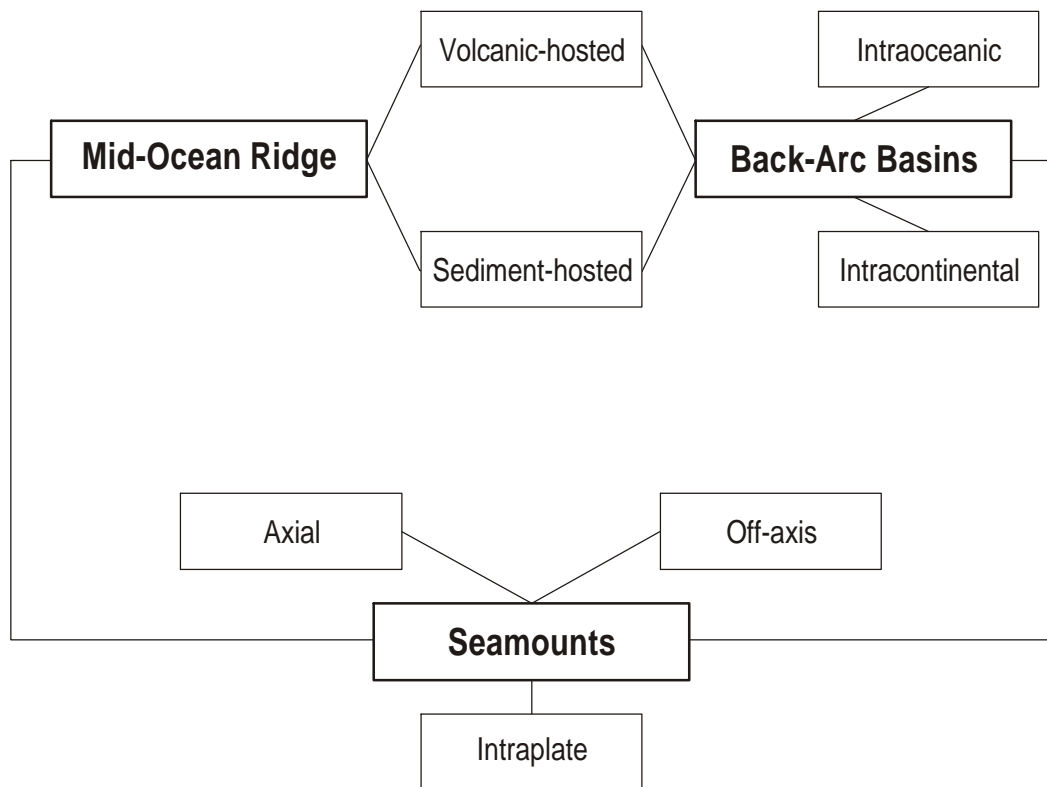 Volcanic-hosted
Intraoceanic
Mid-Ocean Ridge
Back-Arc Basins
Sediment-hosted
Intracontinental
Axial
Off-axis
Seamounts
Intraplate